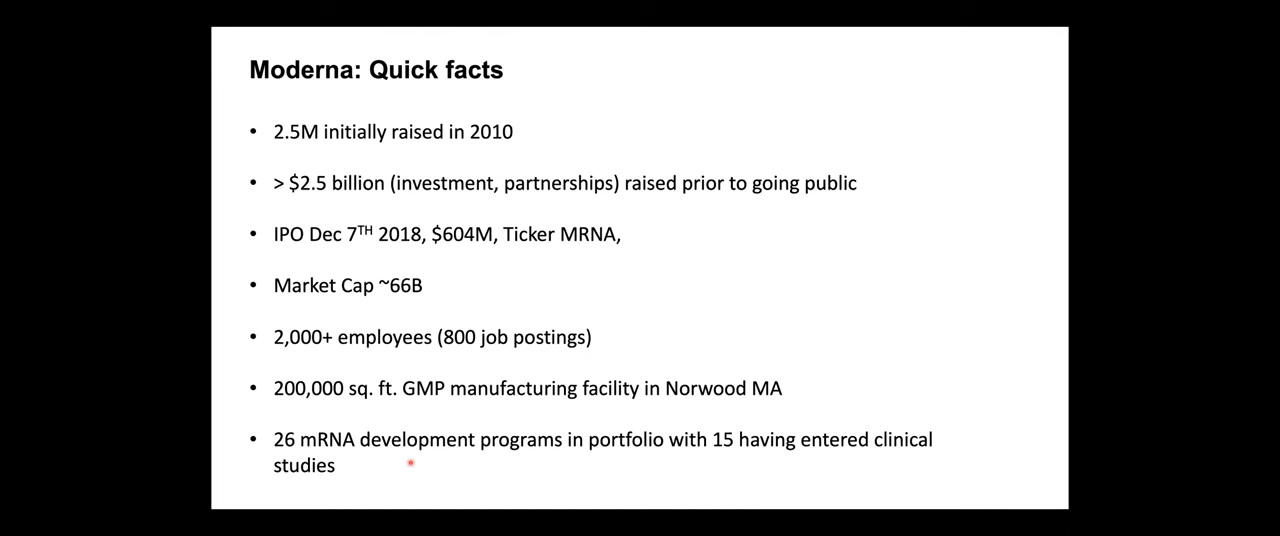 Moderna: Quick facts
• 2.5M initially raised in 2010
• > $2.5 billion (investment, partnerships) raised prior to going public
• IPO Dec 7TH 2018, $604M, Ticker MRNA,
• Market Cap ~66B
• 2,000+ employees (800 job postings)
• 200,000 sq. ft. GMP manufacturing facility in Norwood MA
• 26 mRNA development programs in portfolio with 15 having entered clinical
studies